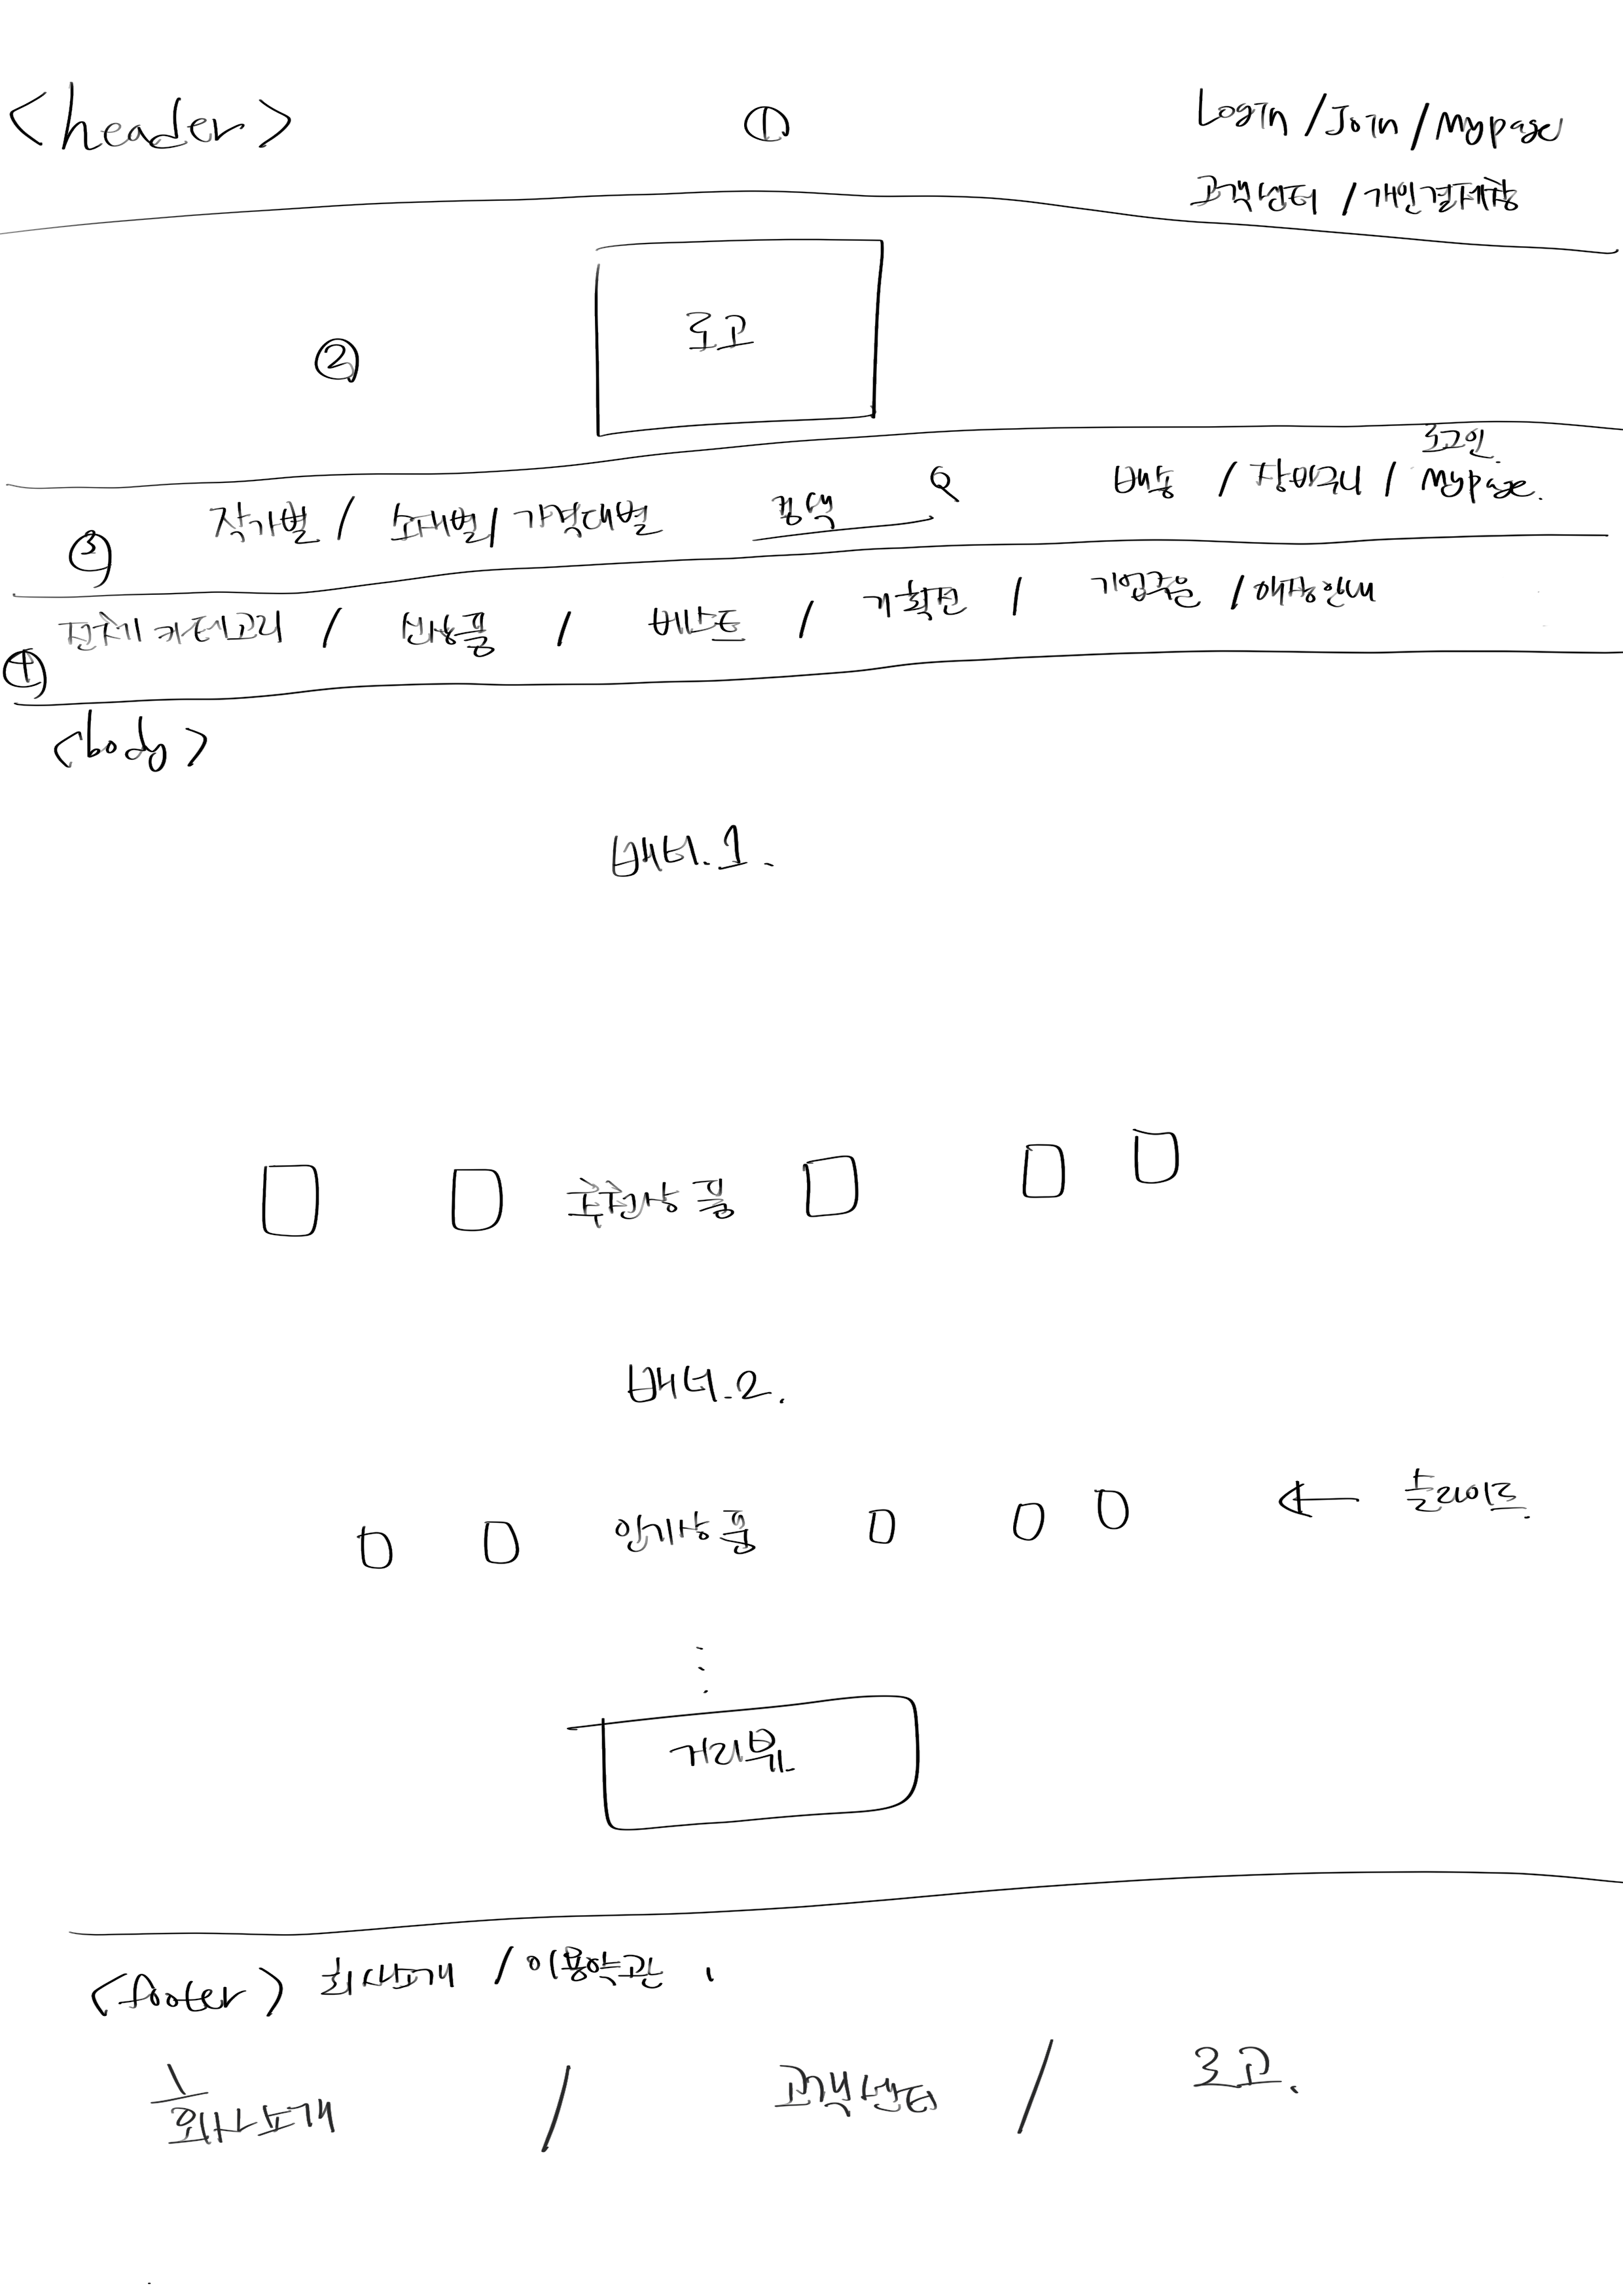 <header> ① Login / Join / Mypage
고객센터 / 개인결제창
② 로고
로그인
③ 작가별 / 소재별 / 가격대별 검색 배송 / 장바구니 / Mypage.
④ 전체카테고리 / 신상품 / 베스트 / 기획전 / 기업주문 / 매장안내
<body>
배너.1.
추천상품
배너.2.
인기상품 ← 슬라이드.
거리뷰.
<footer> 회사소개 / 이용약관
회사소개 / 고객센터 / 로고.